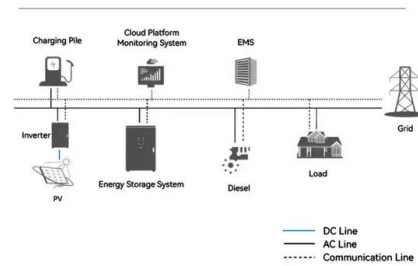 Charging Pile
Cloud Platform
Monitoring System
EMS
Grid
Inverter
PV
Energy Storage System
Diesel
Load
DC Line
AC Line
Communication Line